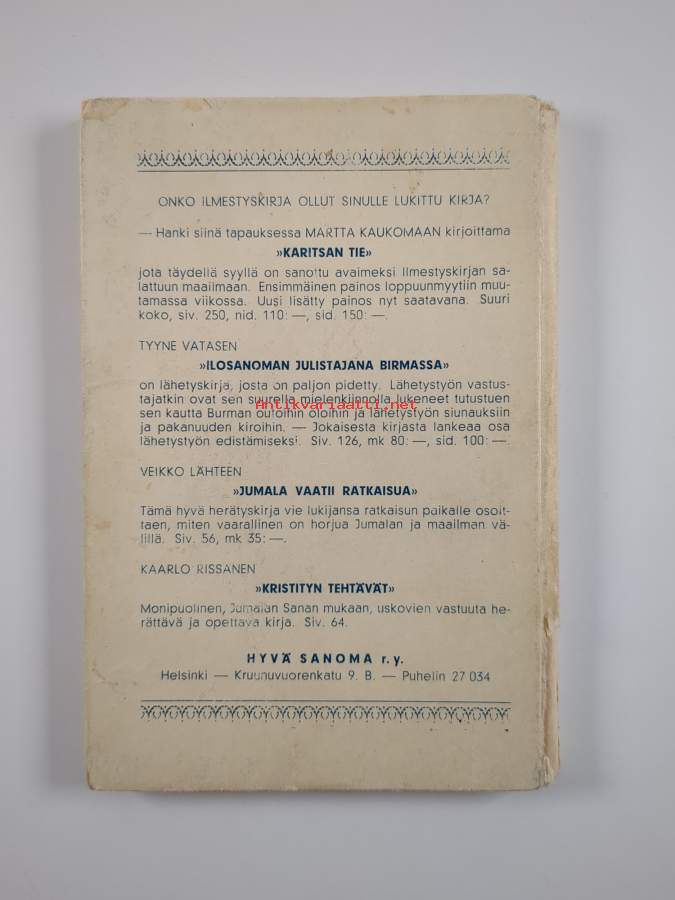 ONKO ILMESTYSKIRJA OLLUT SINULLE LUKITTU KIRJA?
— Hanki siinä tapauksessa MARTTA KAUKOMAAN kirjoittama
»KARITSAN TIE»
jota täydellä syyllä on sanottu avaimeksi Ilmestyskirjan sa-
lattuun maailmaan. Ensimmäinen painos loppuunmyytiin muu-
tamassa viikossa. Uusi lisätty painos nyt saatavana. Suuri
koko, siv. 250, nid. 110: —, sid. 150: —.
TYYNE VATASEN
»ILOSANOMAN JULISTAJANA BIRMASSA»
on lähetyskirja, josta on paljon pidetty. Lähetystyön vastus-
tajatkin ovat sen suurella mielenkiinnolla lukeneet tutustuen
Antikvariaatti.net
sen kautta Burman outoihin oloihin ja lähetystyön siunauksiin
ja pakanuuden kiroihin. — Jokaisesta kirjasta lankeaa osa
lähetystyön edistämiseksi. Siv. 126, mk 80: —, sid. 100: —.
VEIKKO LÄHTEEN
»JUMALA VAATII RATKAISUA»
Tämä hyvä herätyskirja vie lukijansa ratkaisun paikalle osoit-
taen, miten vaarallinen on horjua Jumalan ja maailman vä-
lillä. Siv. 56, mk 35: —.
KAARLO RISSANEN
»KRISTITYN TEHTÄVÄT»
Monipuolinen, Jumalan Sanan mukaan, uskovien vastuuta he-
rättävä ja opettava kirja. Siv. 64.
HYVÄ SANOMA r. y.
Helsinki — Kruunuvuorenkatu 9. B. — Puhelin 27 034